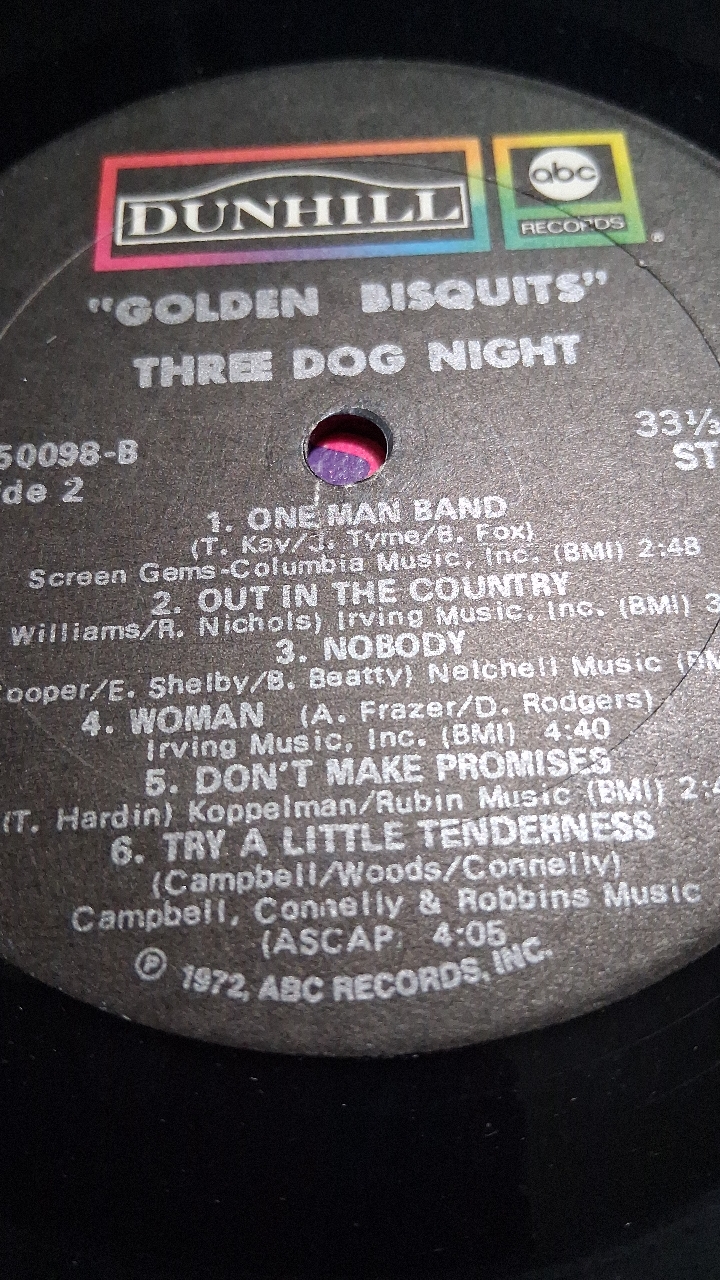 DUNHILL
abc
RECORDS
®
"GOLDEN BISQUITS"
THREE DOG NIGHT
50098-B
33⅓
de 2
ST
1. ONE MAN BAND
(T. Kay/J. Tyme/B. Fox)
Screen Gems-Columbia Music, Inc. (BMI) 2:48
2. OUT IN THE COUNTRY
Williams/R. Nichols) Irving Music, Inc. (BMI) 3
3. NOBODY
ooper/E. Shelby/B. Beatty) Nelchell Music (BM
4. WOMAN (A. Frazer/D. Rodgers)
Irving Music, Inc. (BMI) 4:40
5. DON'T MAKE PROMISES
(T. Hardin) Koppelman/Rubin Music (BMI) 2:4
6. TRY A LITTLE TENDERNESS
(Campbell/Woods/Connelly)
Campbell, Connelly & Robbins Music
(ASCAP) 4:05
℗ 1972, ABC RECORDS, INC.